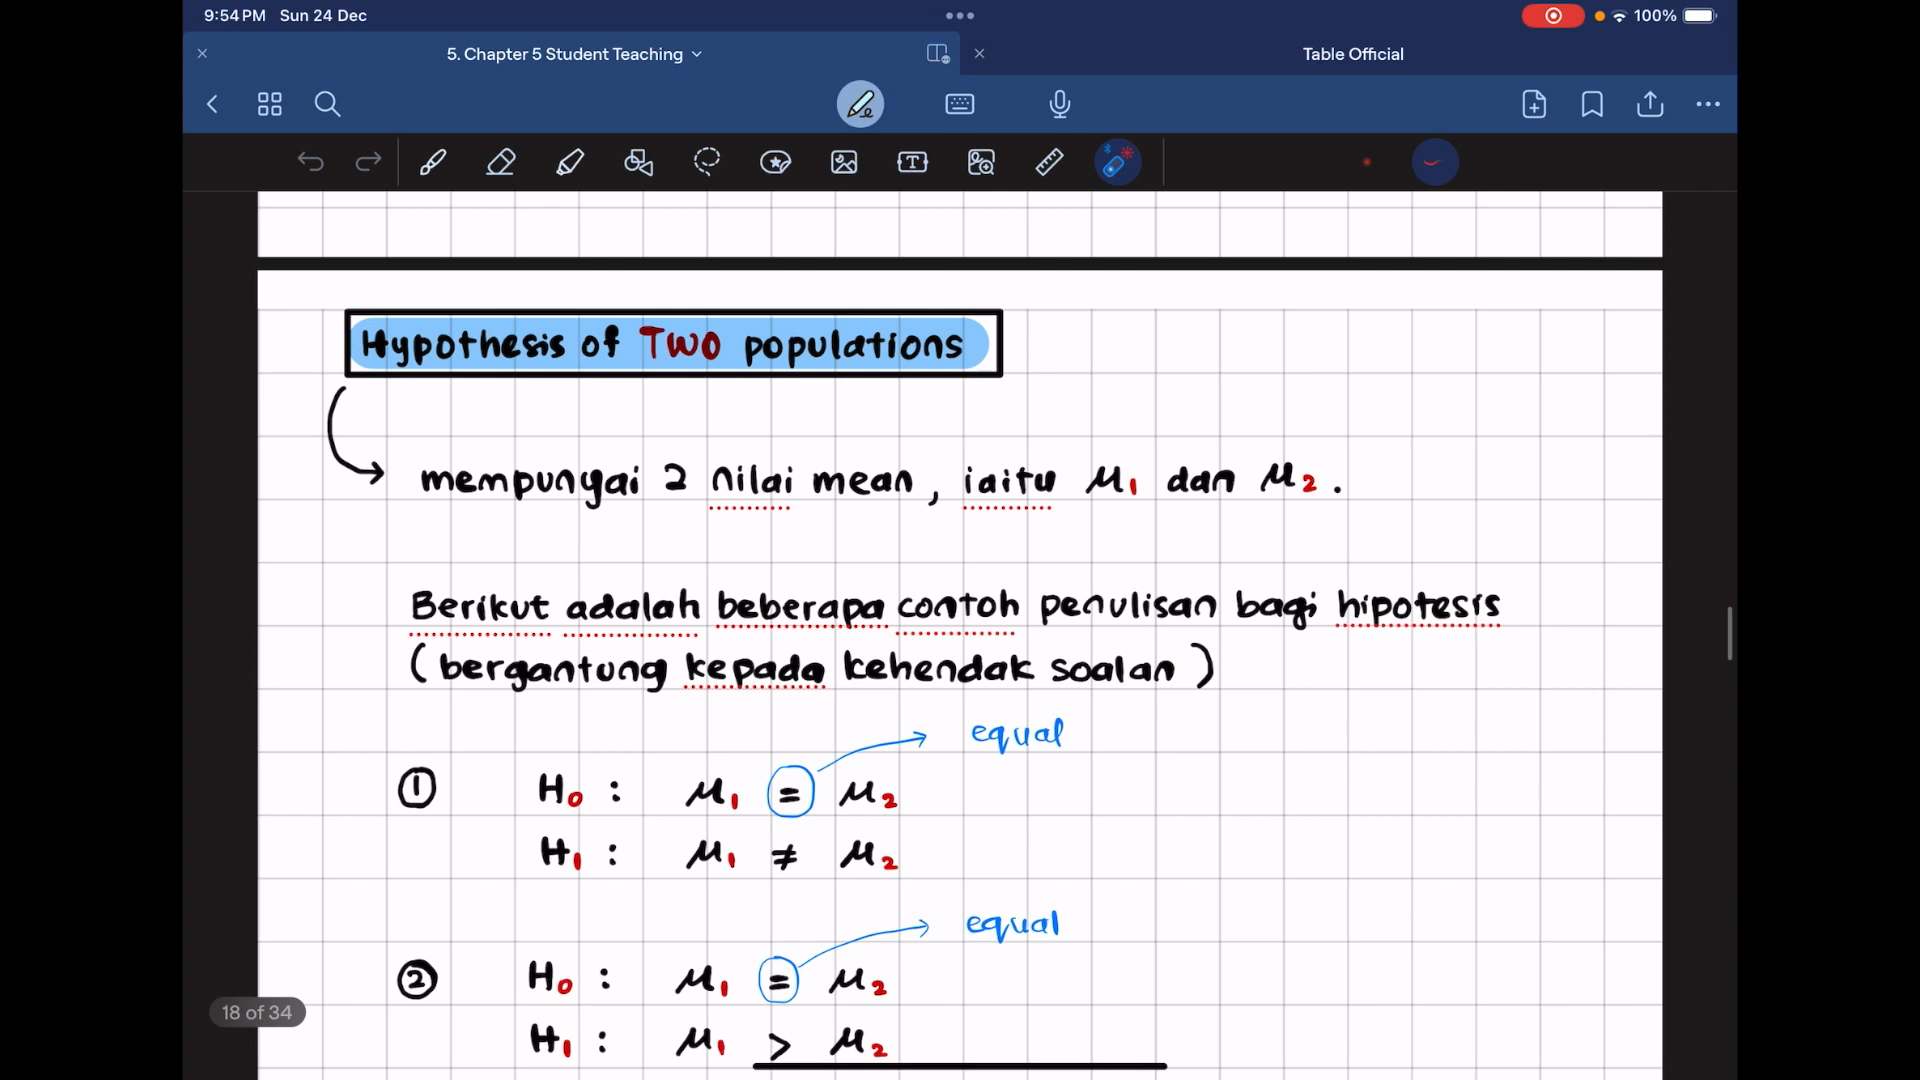 9:54 PM Sun 24 Dec
100%
5. Chapter 5 Student Teaching
Table Official
Hypothesis of TWO populations
mempunyai 2 nilai mean, iaitu μ₁ dan μ₂.
Berikut adalah beberapa contoh penulisan bagi hipotesis
(bergantung kepada kehendak soalan)
equal
① H₀ : μ₁ = μ₂
H₁ : μ₁ ≠ μ₂
equal
② H₀ : μ₁ = μ₂
H₁ : μ₁ > μ₂
18 of 34